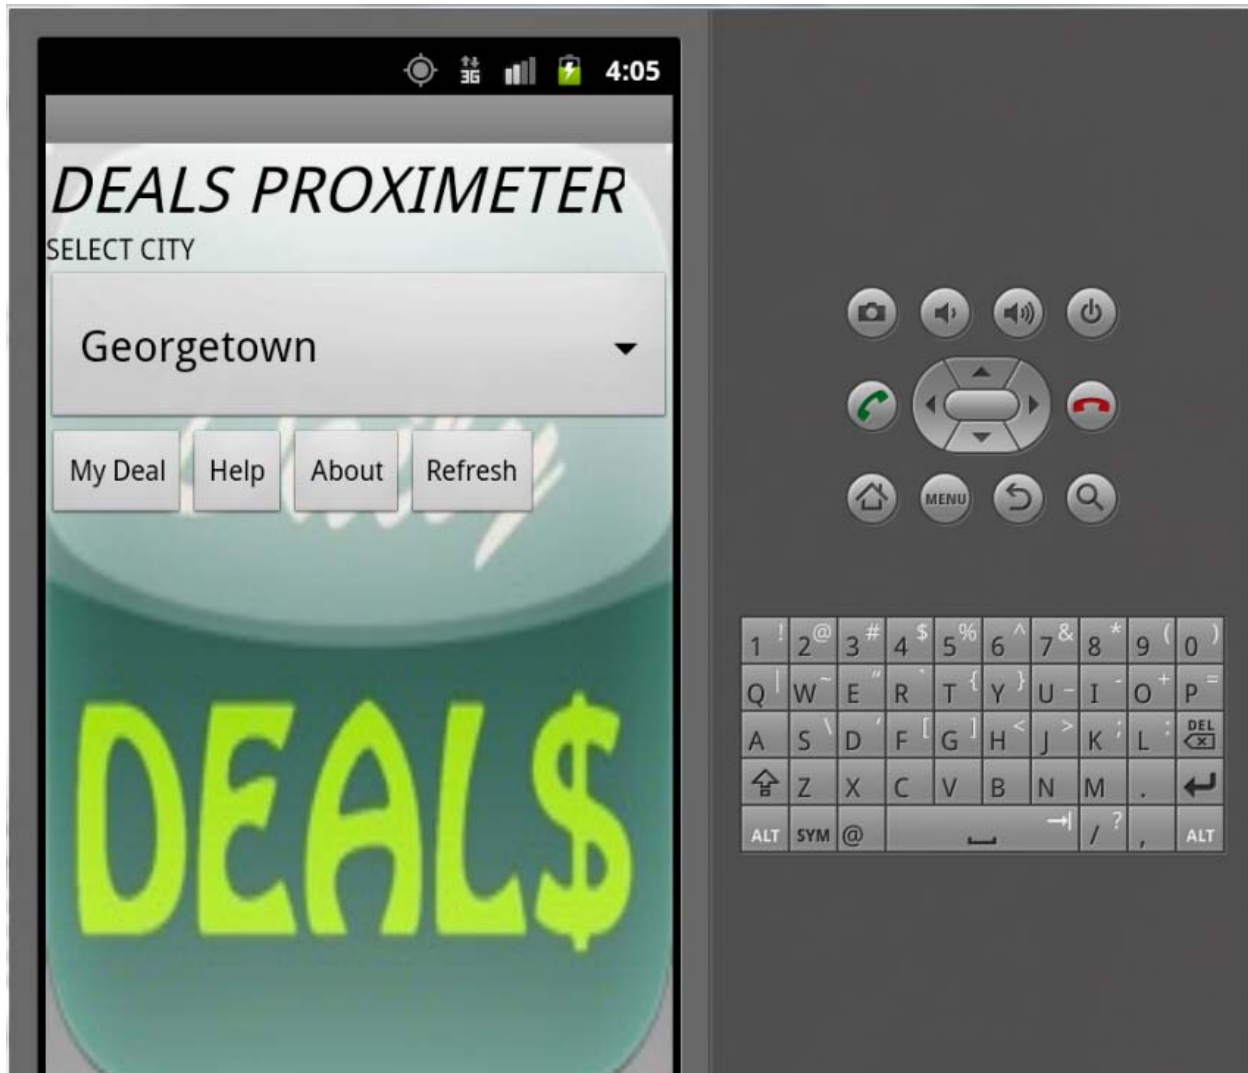 3G 4:05
DEALS PROXIMETER
SELECT CITY
Georgetown
My Deal Help About Refresh
DEAL$
MENU
1 ! 2 @ 3 # 4 $ 5 % 6 ^ 7 & 8 * 9 ( 0 )
Q | W ~ E " R ` T { Y } U _ I - O + P =
A S \ D ' F [ G ] H < J > K ; L : DEL
Z X C V B N M .
ALT SYM @ / ? , ALT